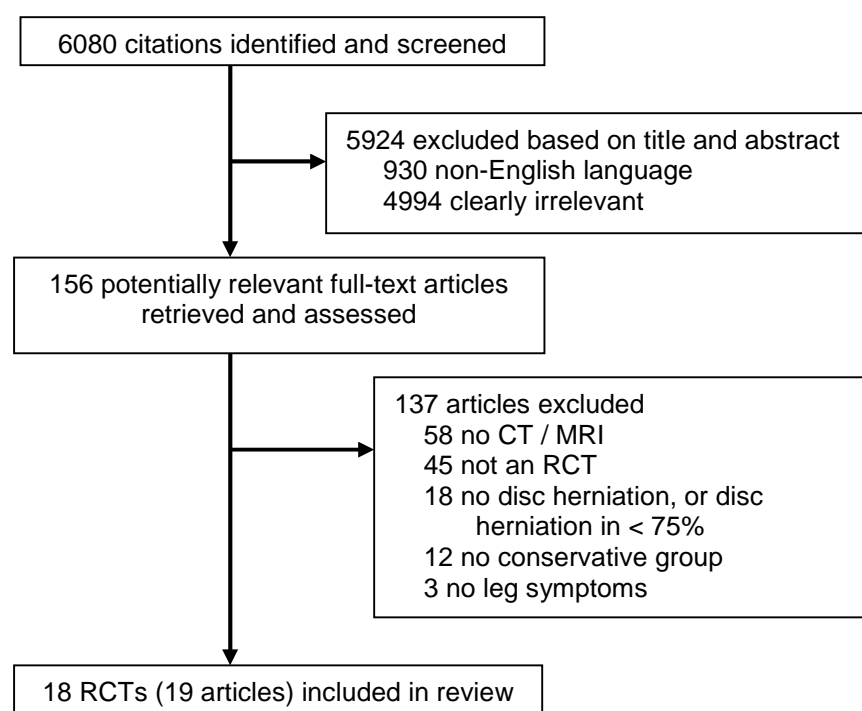 6080 citations identified and screened
5924 excluded based on title and abstract
930 non-English language
4994 clearly irrelevant
156 potentially relevant full-text articles
retrieved and assessed
137 articles excluded
58 no CT / MRI
45 not an RCT
18 no disc herniation, or disc
herniation in < 75%
12 no conservative group
3 no leg symptoms
18 RCTs (19 articles) included in review